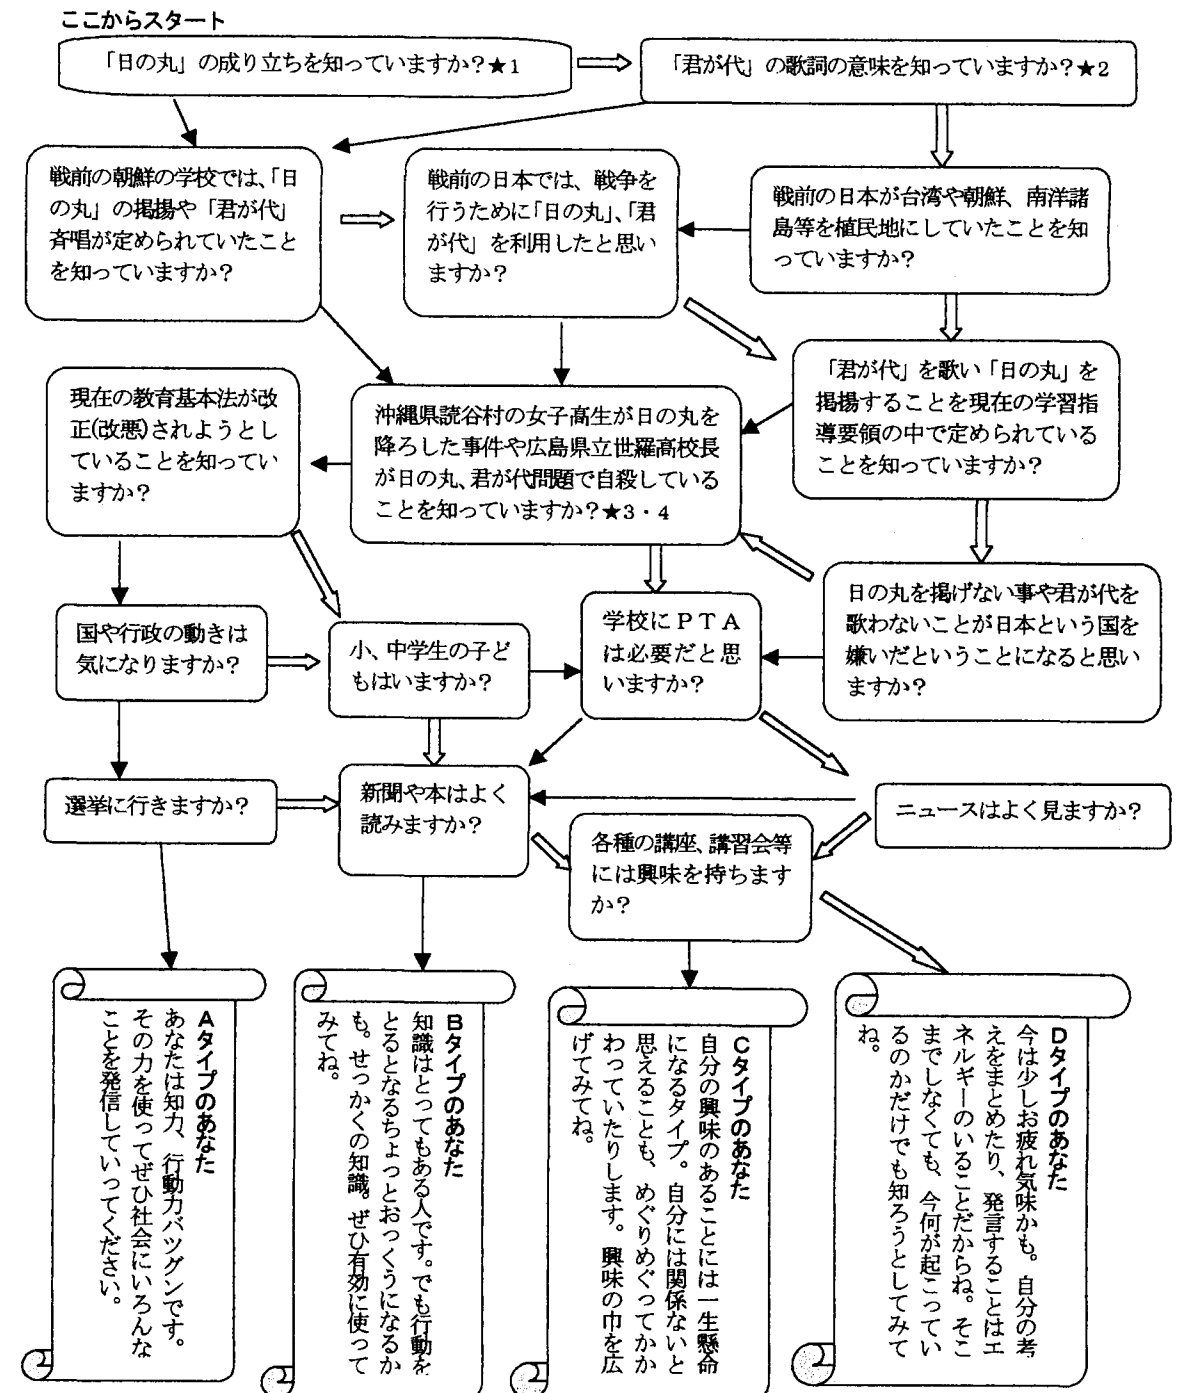 ここからスタート
「日の丸」の成り立ちを知っていますか?★1
「君が代」の歌詞の意味を知っていますか?★2
戦前の朝鮮の学校では、「日
の丸」の掲揚や「君が代」
斉唱が定められていたこと
を知っていますか?
戦前の日本では、戦争を
行うために「日の丸」、「君
が代」を利用したと思い
ますか?
戦前の日本が台湾や朝鮮、南洋諸
島等を植民地にしていたことを知
っていますか?
「君が代」を歌い「日の丸」を
掲揚することを現在の学習指
導要領の中で定められている
ことを知っていますか?
現在の教育基本法が改
正(改悪)されようとし
ていることを知ってい
ますか?
沖縄県読谷村の女子高生が日の丸を
降ろした事件や広島県立世羅高校長
が日の丸、君が代問題で自殺している
ことを知っていますか?★3・4
日の丸を掲げない事や君が代を
歌わないことが日本という国を
嫌いだということになると思い
ますか?
国や行政の動きは
気になりますか?
小、中学生の子ど
もはいますか?
学校にPTA
は必要だと思
いますか?
選挙に行きますか?
新聞や本はよく
読みますか?
ニュースはよく見ますか?
各種の講座、講習会等
には興味を持ちます
か?
Aタイプのあなた
あなたは知力、行動力バツグンです。
その力を使ってぜひ社会にいろんな
ことを発信していってください。
Bタイプのあなた
知識はとってもある人です。でも行動を
とるとなるちょっとおっくうになるか
も。せっかくの知識。ぜひ有効に使って
みてね。
Cタイプのあなた
自分の興味のあることには一生懸命
になるタイプ。自分には関係ないと
思えることも、めぐりめぐってかか
わっていたりします。興味の巾を広
げてみてね。
Dタイプのあなた
今は少しお疲れ気味かも。自分の考
えをまとめたり、発言することはエ
ネルギーのいることだからね。そこ
までしなくても、今何が起こってい
るのかだけでも知ろうとしてみて
ね。